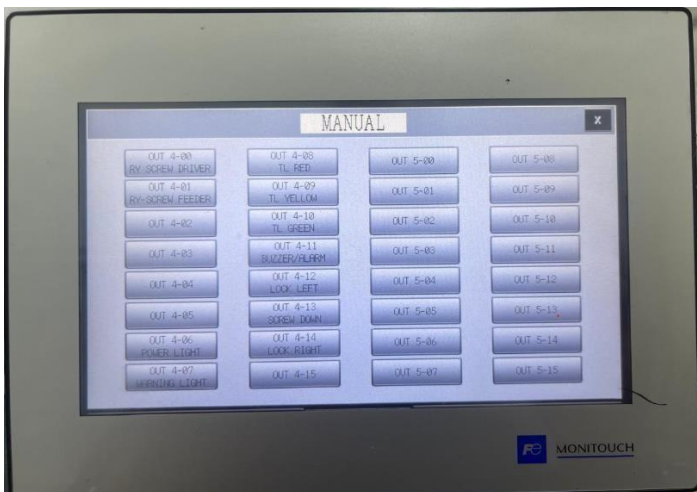 MANUAL
X
OUT 4-00
RY SCREW DRIVER
OUT 4-01
RY-SCREW FEEDER
OUT 4-02
OUT 4-03
OUT 4-04
OUT 4-05
OUT 4-06
POWER LIGHT
OUT 4-07
WARNING LIGHT
OUT 4-08
TL RED
OUT 4-09
TL YELLOW
OUT 4-10
TL GREEN
OUT 4-11
BUZZER/ALARM
OUT 4-12
LOCK LEFT
OUT 4-13
SCREW DOWN
OUT 4-14
LOCK RIGHT
OUT 4-15
OUT 5-00
OUT 5-01
OUT 5-02
OUT 5-03
OUT 5-04
OUT 5-05
OUT 5-06
OUT 5-07
OUT 5-08
OUT 5-09
OUT 5-10
OUT 5-11
OUT 5-12
OUT 5-13
OUT 5-14
OUT 5-15
Fe MONITOUCH